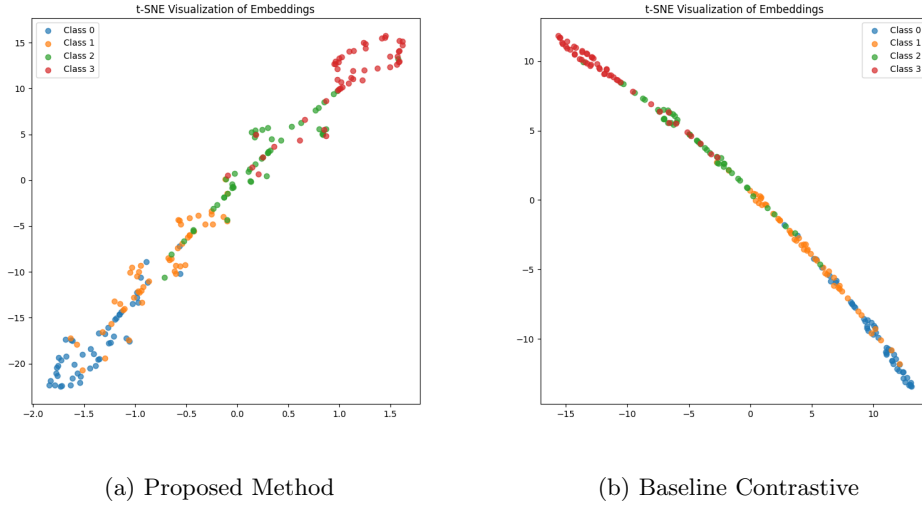 t-SNE Visualization of Embeddings
Class 0
Class 1
Class 2
Class 3
15
10
5
0
−5
−10
−15
−20
−2.0 −1.5 −1.0 −0.5 0.0 0.5 1.0 1.5
(a) Proposed Method
t-SNE Visualization of Embeddings
Class 0
Class 1
Class 2
Class 3
10
5
0
−5
−10
−15 −10 −5 0 5 10
(b) Baseline Contrastive